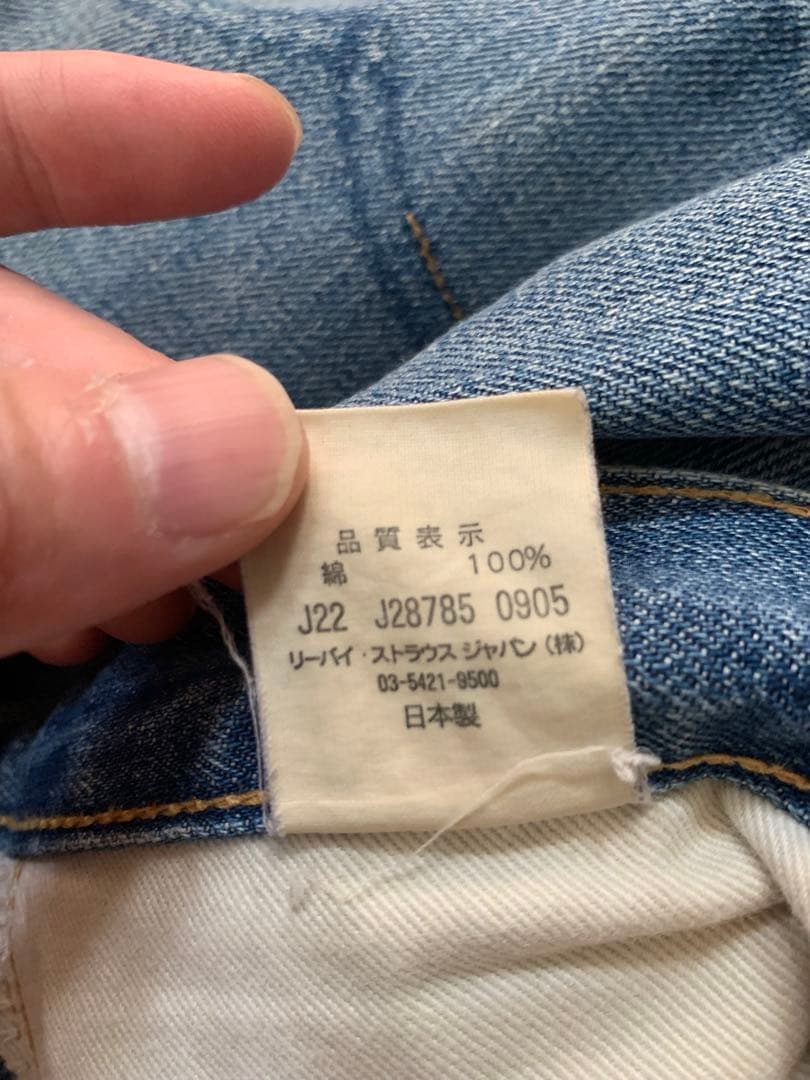 品質表示
綿 100%
J22 J28785 0905
リーバイ・ストラウス ジャパン(株)
03-5421-9500
日本製